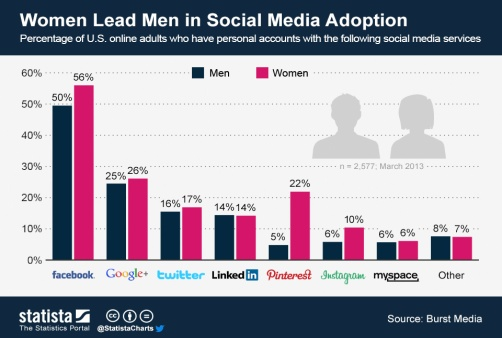 Women Lead Men in Social Media Adoption
Percentage of U.S. online adults who have personal accounts with the following social media services
Men
Women
60%
50%
40%
30%
20%
10%
0%
50%
56%
25%
26%
16%
17%
14%
14%
5%
22%
6%
10%
6%
6%
8%
7%
n = 2,577; March 2013
facebook.
Google+
twitter
LinkedIn
Pinterest
Instagram
myspace
Other
statista
The Statistics Portal
@StatistaCharts
Source: Burst Media